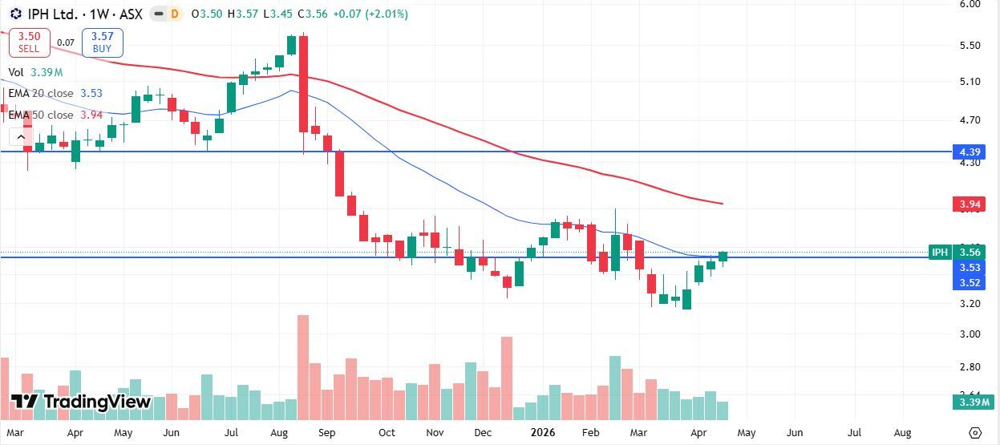 IPH Ltd. · 1W · ASX D O3.50 H3.57 L3.45 C3.56 +0.07 (+2.01%)
3.50 SELL 0.07 3.57 BUY
Vol 3.39M
EMA 20 close 3.53
EMA 50 close 3.94
6.00
5.50
5.10
4.70
4.39
4.30
3.94
IPH 3.56
3.53
3.52
3.20
3.00
2.80
3.39M
TradingView
Mar Apr May Jun Jul Aug Sep Oct Nov Dec 2026 Feb Mar Apr May Jun Jul Aug